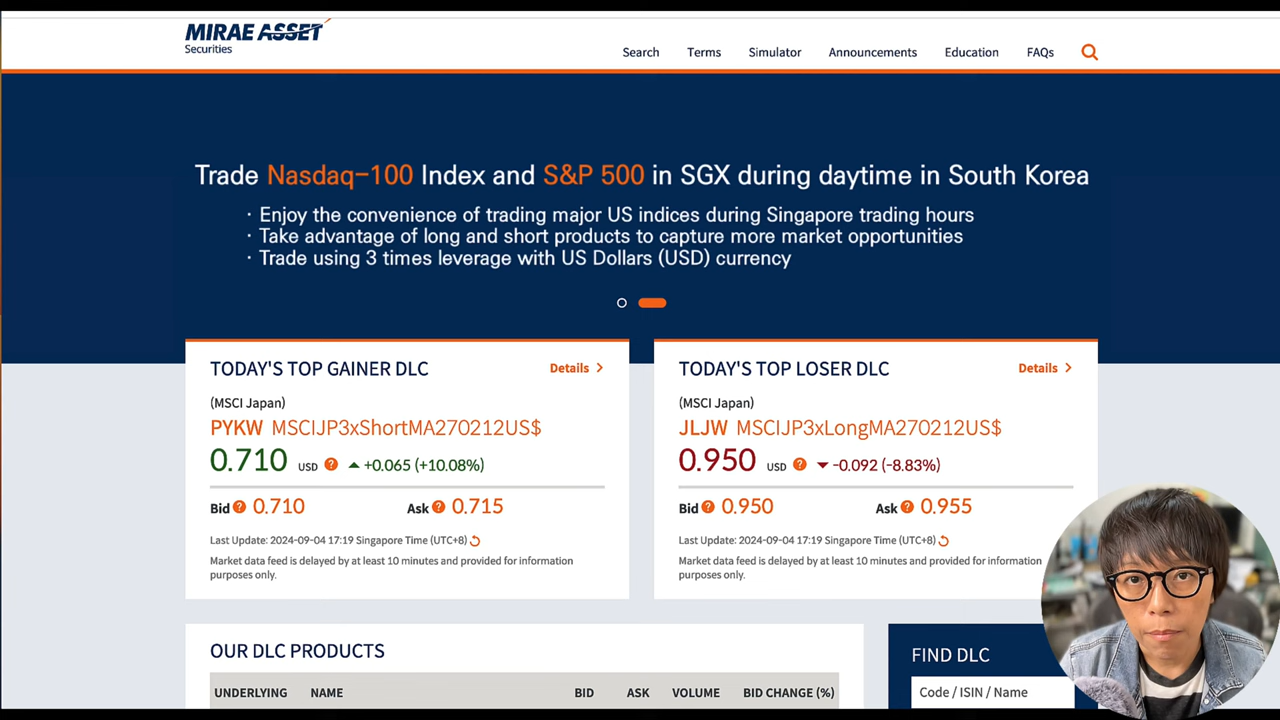 MIRAE ASSET
Securities
Search Terms Simulator Announcements Education FAQs
Trade Nasdaq-100 Index and S&P 500 in SGX during daytime in South Korea
· Enjoy the convenience of trading major US indices during Singapore trading hours
· Take advantage of long and short products to capture more market opportunities
· Trade using 3 times leverage with US Dollars (USD) currency
TODAY'S TOP GAINER DLC Details >
(MSCI Japan)
PYKW MSCIJP3xShortMA270212US$
0.710 USD ? ▲ +0.065 (+10.08%)
Bid ? 0.710 Ask ? 0.715
Last Update: 2024-09-04 17:19 Singapore Time (UTC+8)
Market data feed is delayed by at least 10 minutes and provided for information
purposes only.
TODAY'S TOP LOSER DLC Details >
(MSCI Japan)
JLJW MSCIJP3xLongMA270212US$
0.950 USD ? ▼ -0.092 (-8.83%)
Bid ? 0.950 Ask ? 0.955
Last Update: 2024-09-04 17:19 Singapore Time (UTC+8)
Market data feed is delayed by at least 10 minutes and provided for information
purposes only.
OUR DLC PRODUCTS
UNDERLYING NAME BID ASK VOLUME BID CHANGE (%)
FIND DLC
Code / ISIN / Name